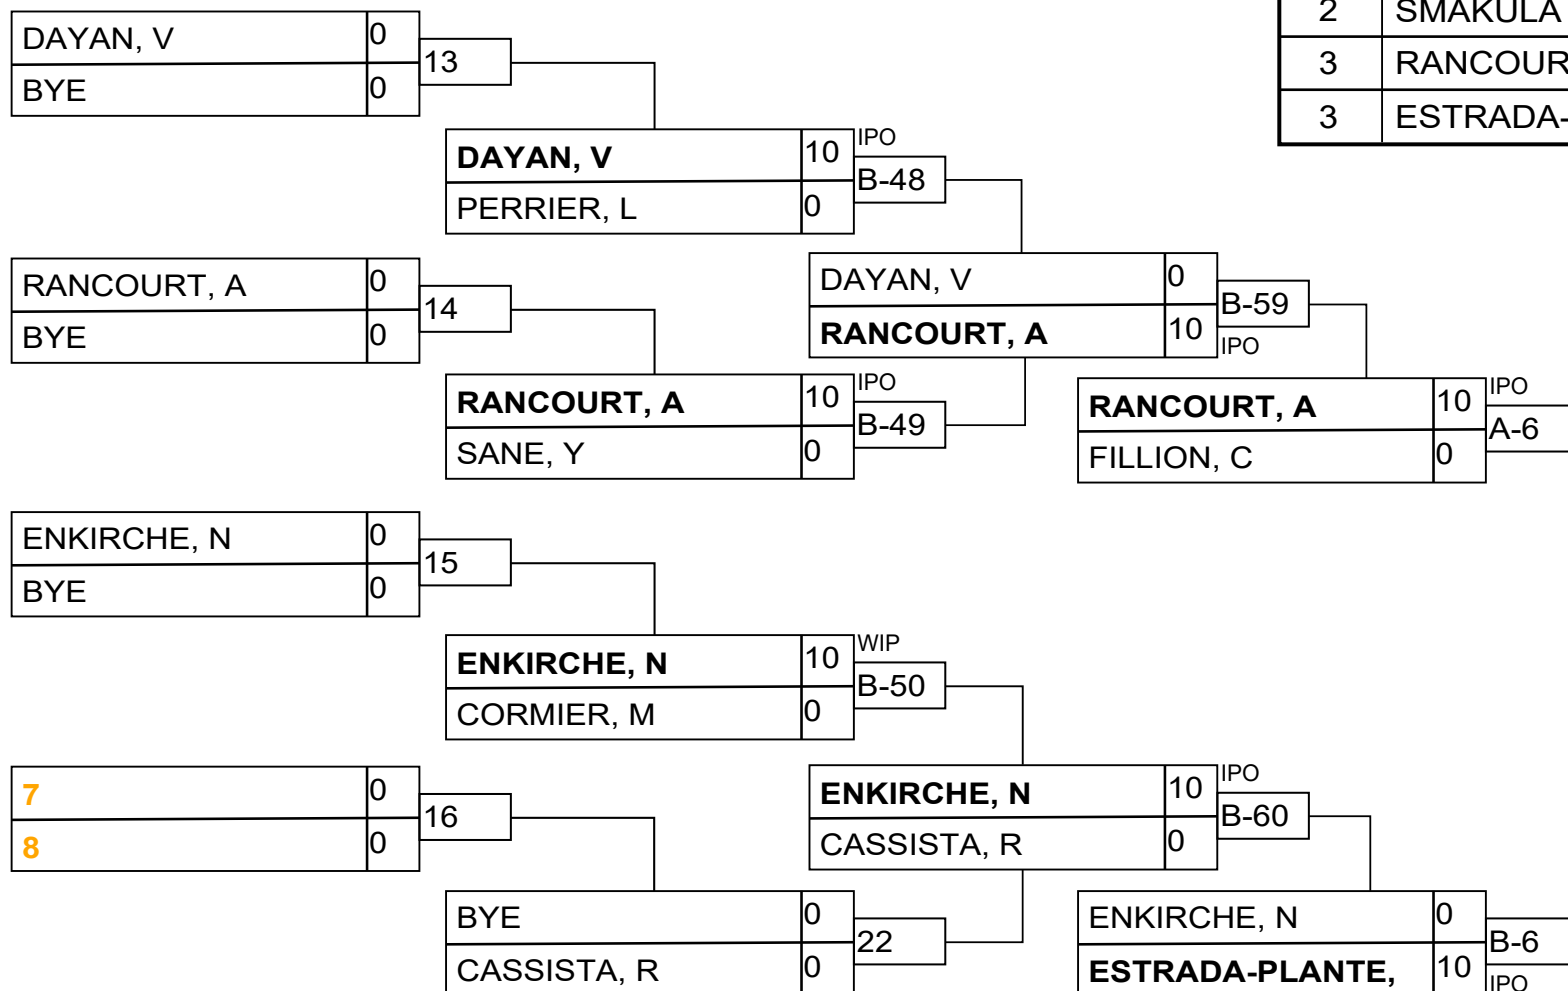 2 SMAKULA
3 RANCOUR
3 ESTRADA-
DAYAN, V 0
13
BYE 0
DAYAN, V 10 IPO
B-48
PERRIER, L 0
RANCOURT, A 0
14
BYE 0
DAYAN, V 0
B-59
RANCOURT, A 10 IPO
RANCOURT, A 10 IPO
B-49
SANE, Y 0
RANCOURT, A 10 IPO
A-6
FILLION, C 0
ENKIRCHE, N 0
15
BYE 0
ENKIRCHE, N 10 WIP
B-50
CORMIER, M 0
7 0
16
8 0
ENKIRCHE, N 10 IPO
B-60
CASSISTA, R 0
BYE 0
22
CASSISTA, R 0
ENKIRCHE, N 0
B-6
ESTRADA-PLANTE, 10 IPO